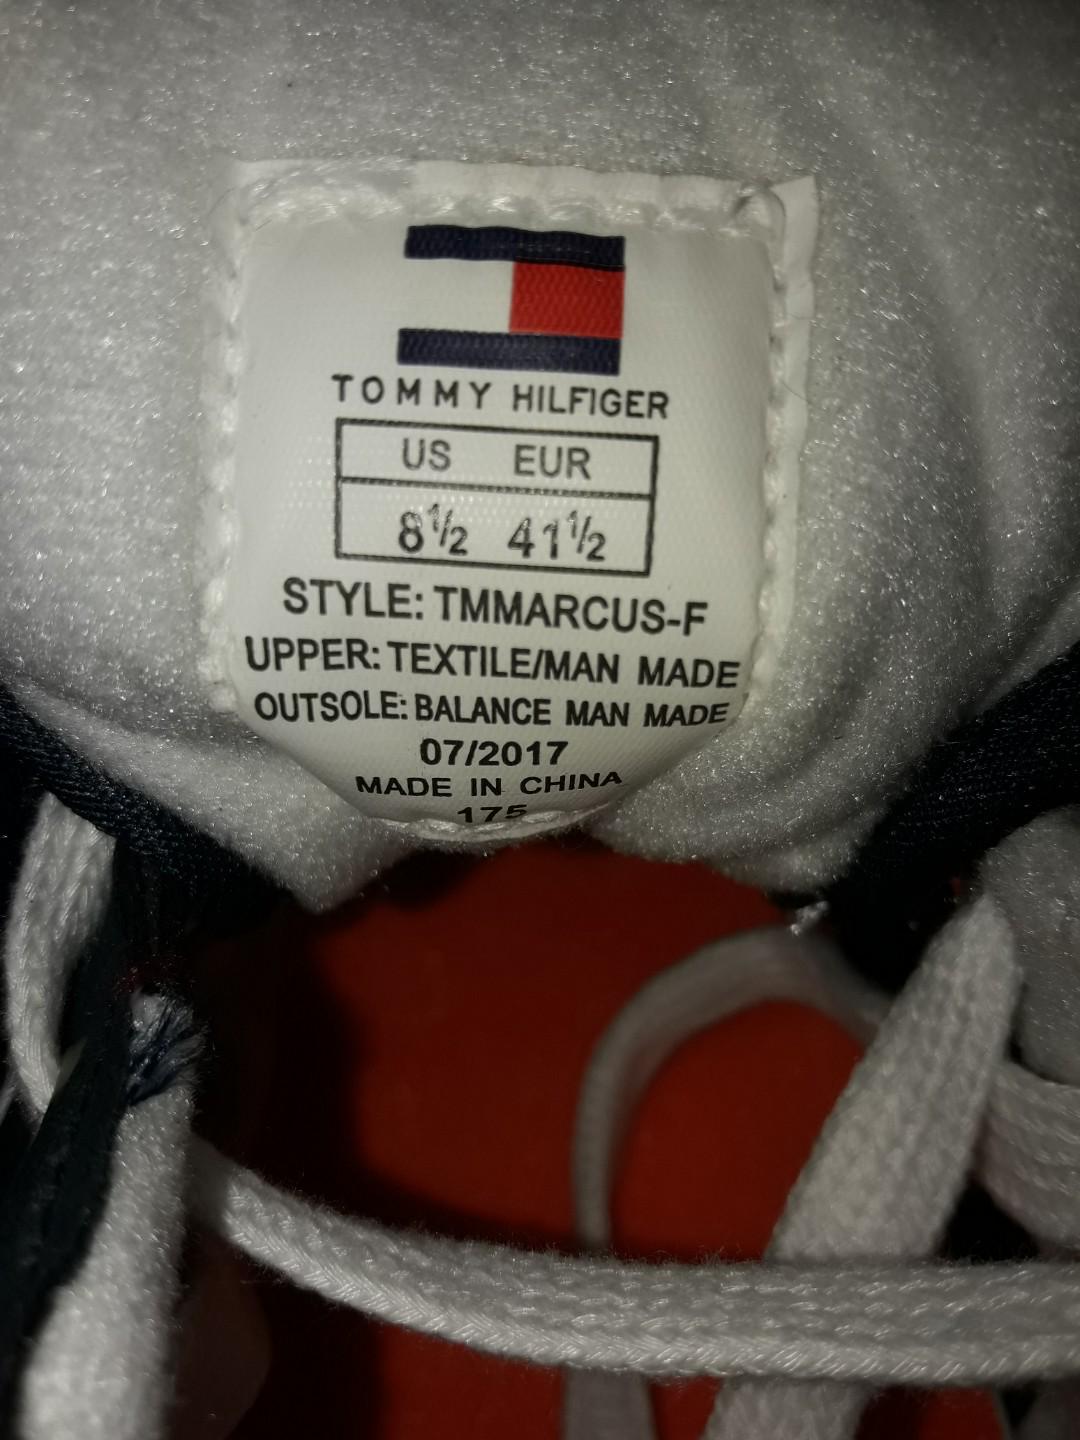 TOMMY HILFIGER
US EUR
8½ 41½
STYLE: TMMARCUS-F
UPPER: TEXTILE/MAN MADE
OUTSOLE: BALANCE MAN MADE
07/2017
MADE IN CHINA
175